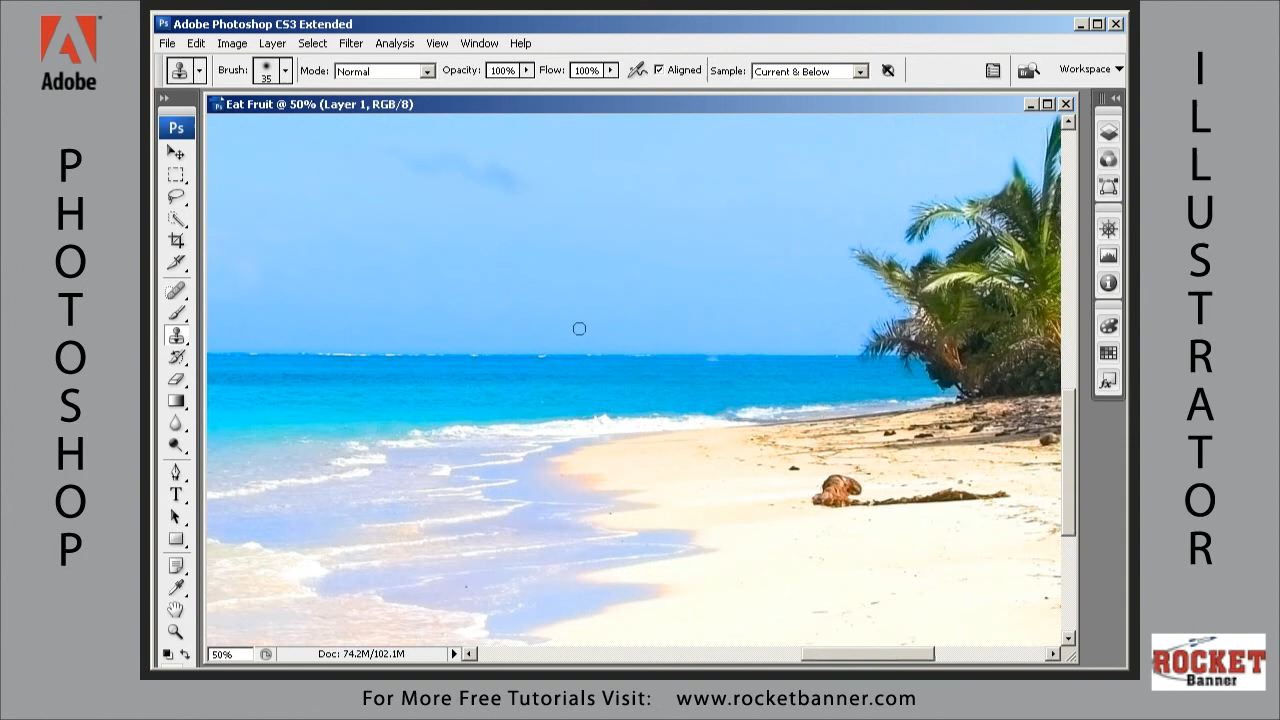 Adobe
PHOTOSHOP
Ps Adobe Photoshop CS3 Extended
File Edit Image Layer Select Filter Analysis View Window Help
Brush: 35 Mode: Normal Opacity: 100% Flow: 100% Aligned Sample: Current & Below Workspace
Eat Fruit @ 50% (Layer 1, RGB/8)
Ps
T
fx
50% Doc: 74.2M/102.1M
ILLUSTRATOR
ROCKET
Banner
For More Free Tutorials Visit: www.rocketbanner.com